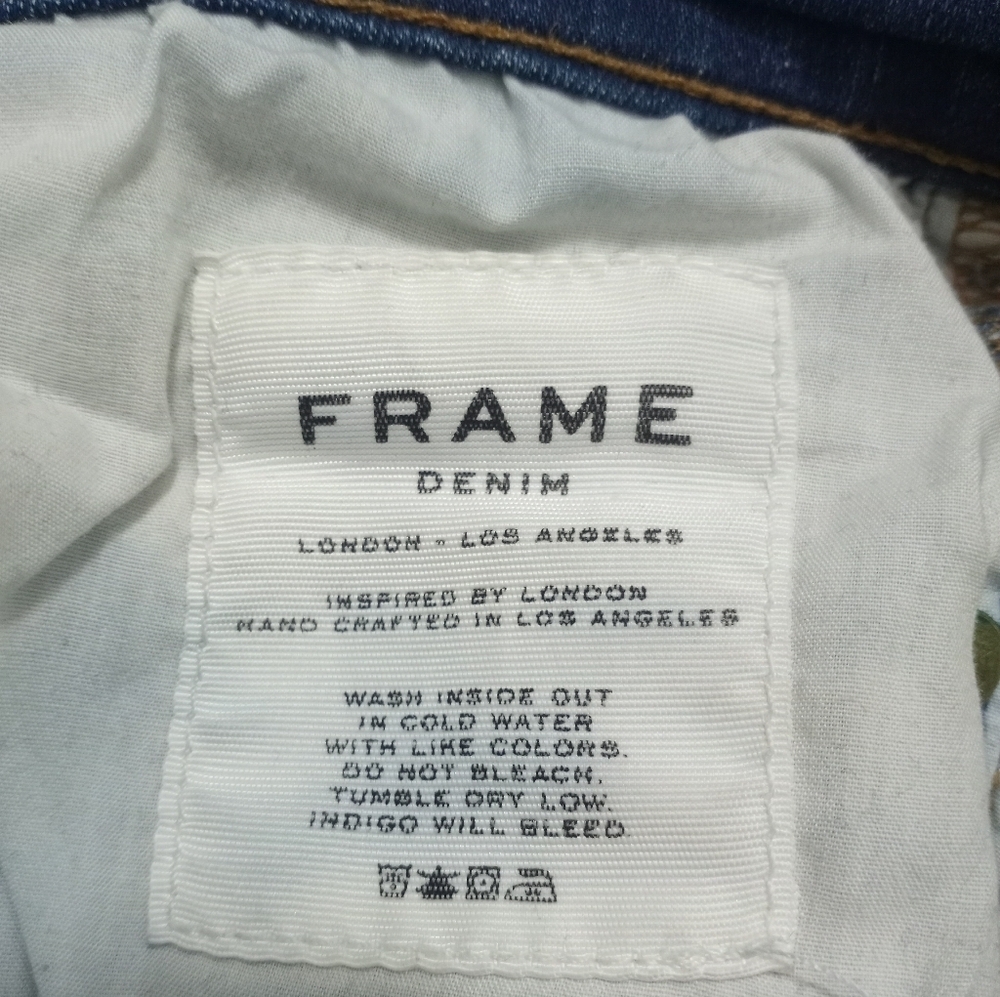 FRAME
DENIM
LONDON - LOS ANGELES
INSPIRED BY LONDON
HAND CRAFTED IN LOS ANGELES
WASH INSIDE OUT
IN COLD WATER
WITH LIKE COLORS.
DO NOT BLEACH.
TUMBLE DRY LOW.
INDIGO WILL BLEED.